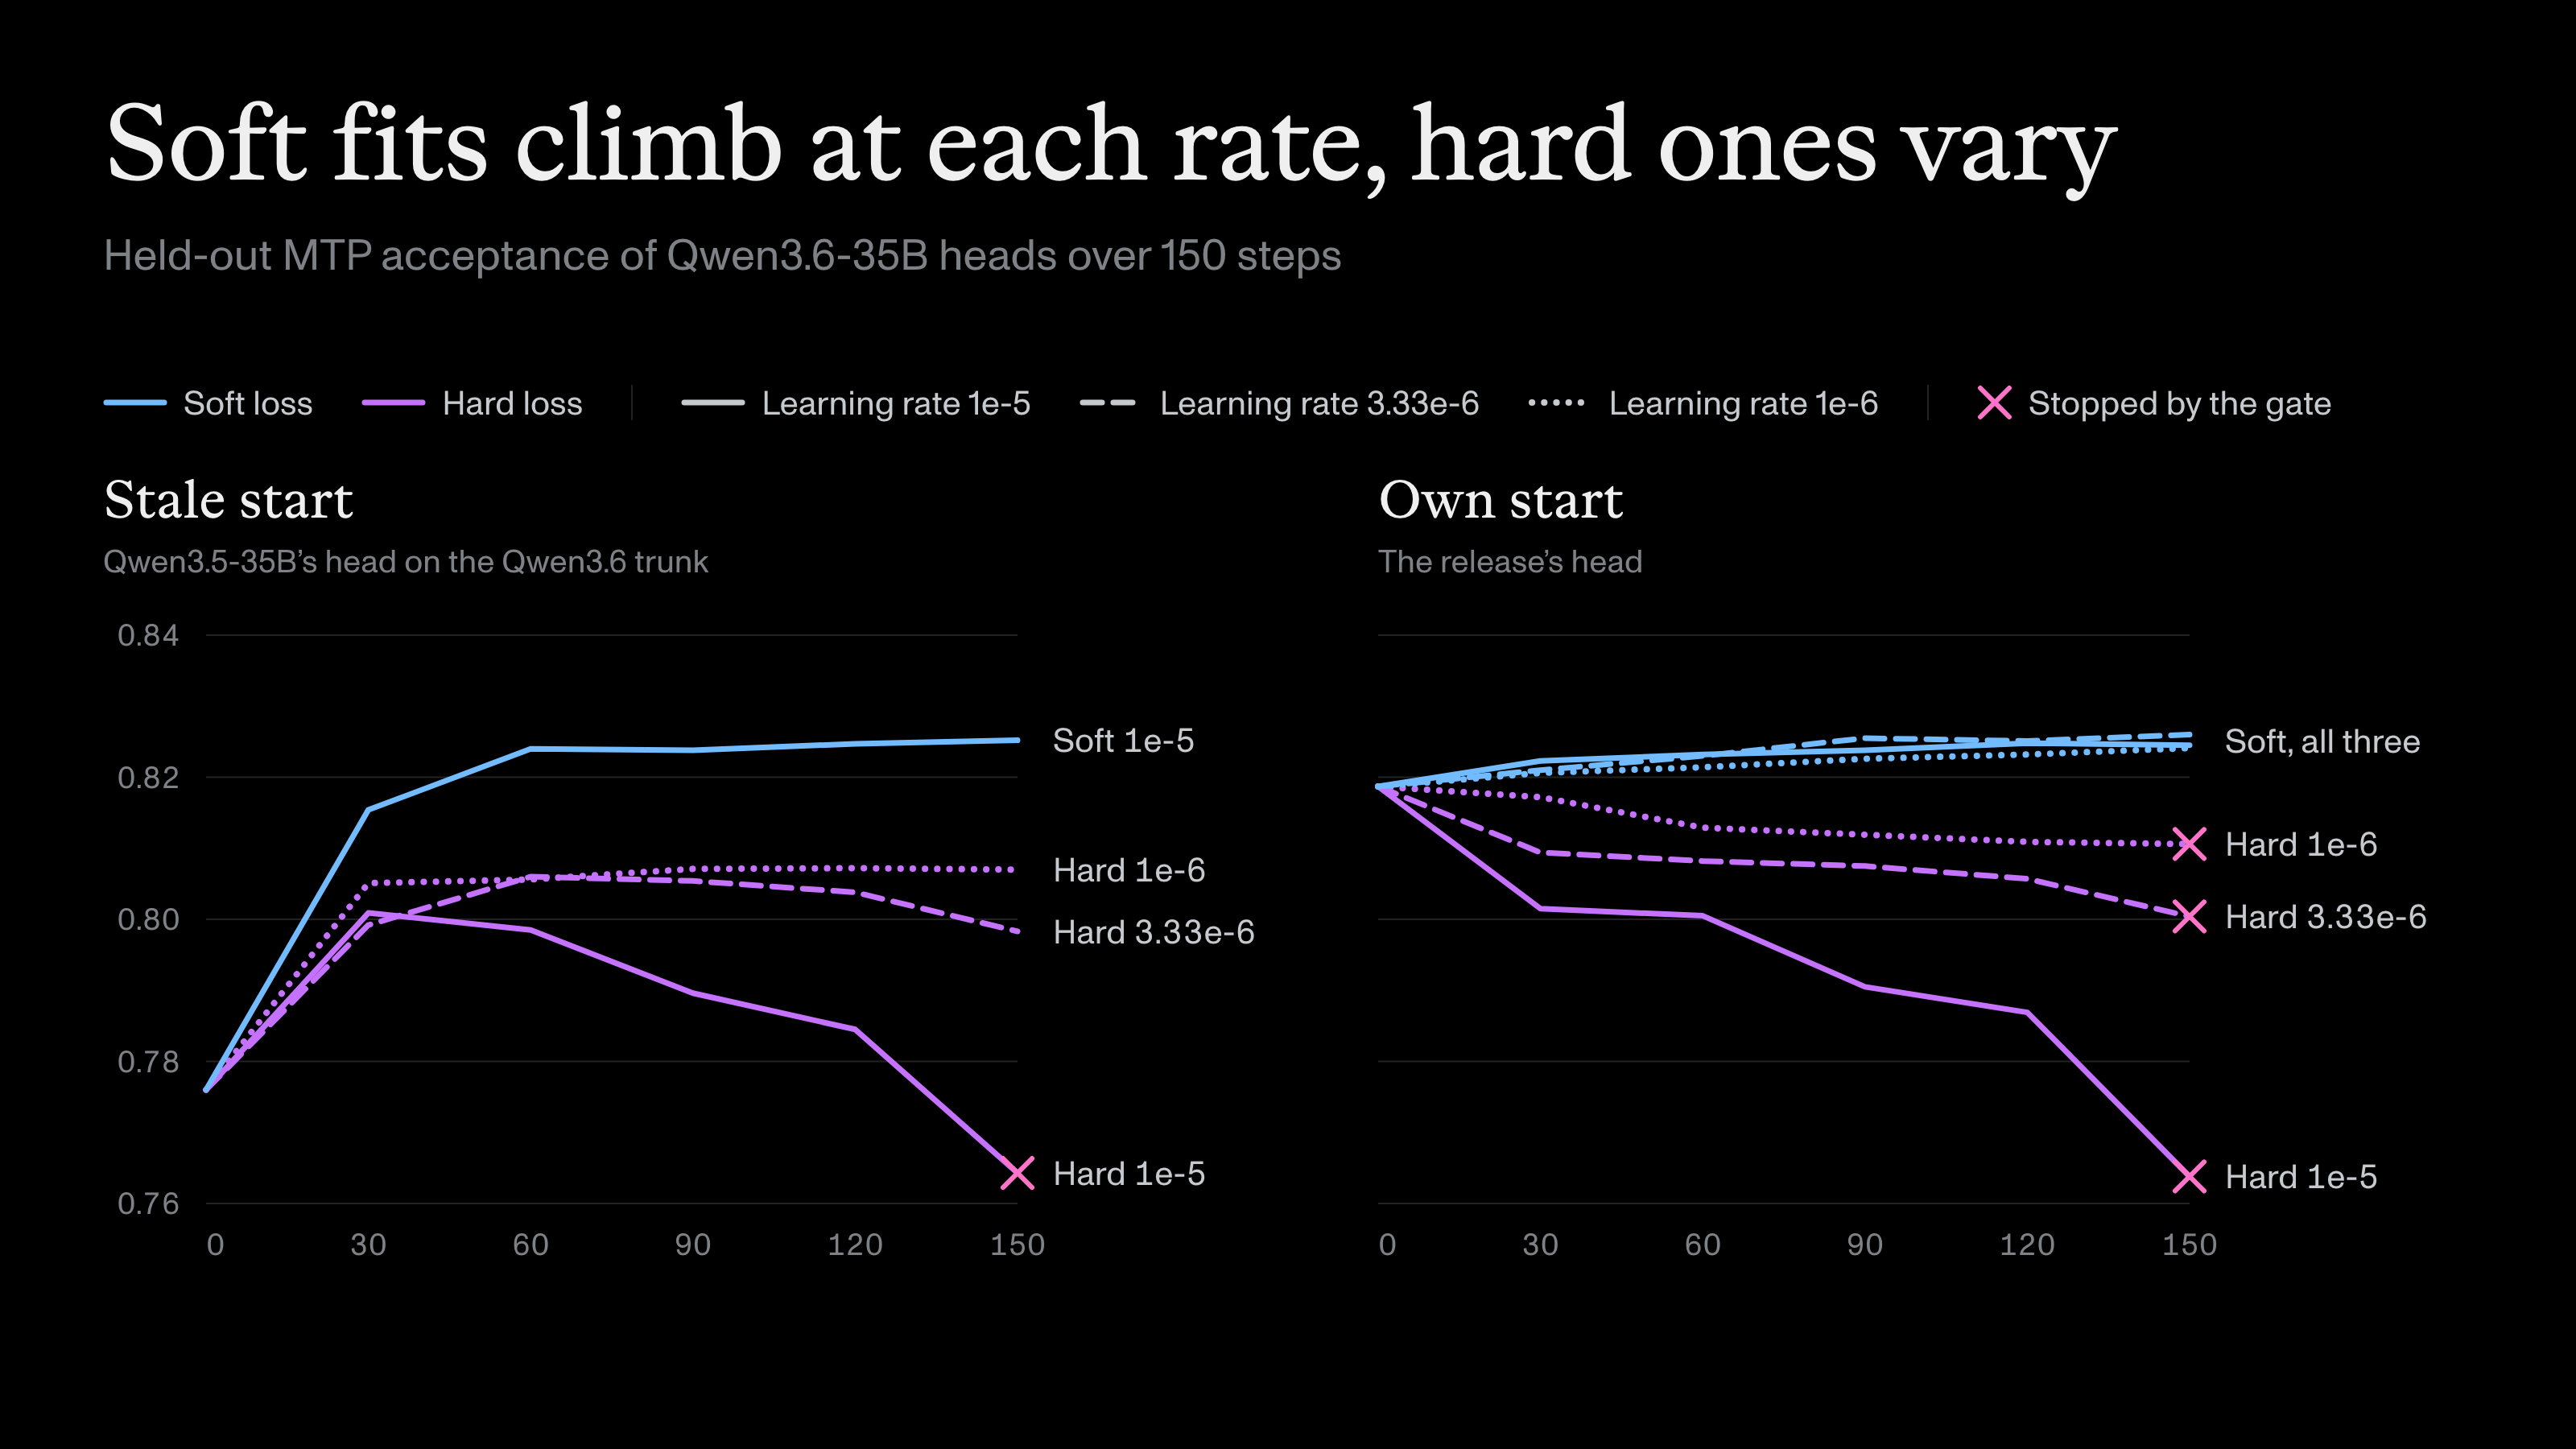 Soft fits climb at each rate, hard ones vary
Held-out MTP acceptance of Qwen3.6-35B heads over 150 steps
Soft loss Hard loss Learning rate 1e-5 Learning rate 3.33e-6 Learning rate 1e-6 Stopped by the gate
Stale start
Qwen3.5-35B’s head on the Qwen3.6 trunk
0.84
0.82
0.80
0.78
0.76
0 30 60 90 120 150
Soft 1e-5
Hard 1e-6
Hard 3.33e-6
Hard 1e-5
Own start
The release’s head
0 30 60 90 120 150
Soft, all three
Hard 1e-6
Hard 3.33e-6
Hard 1e-5